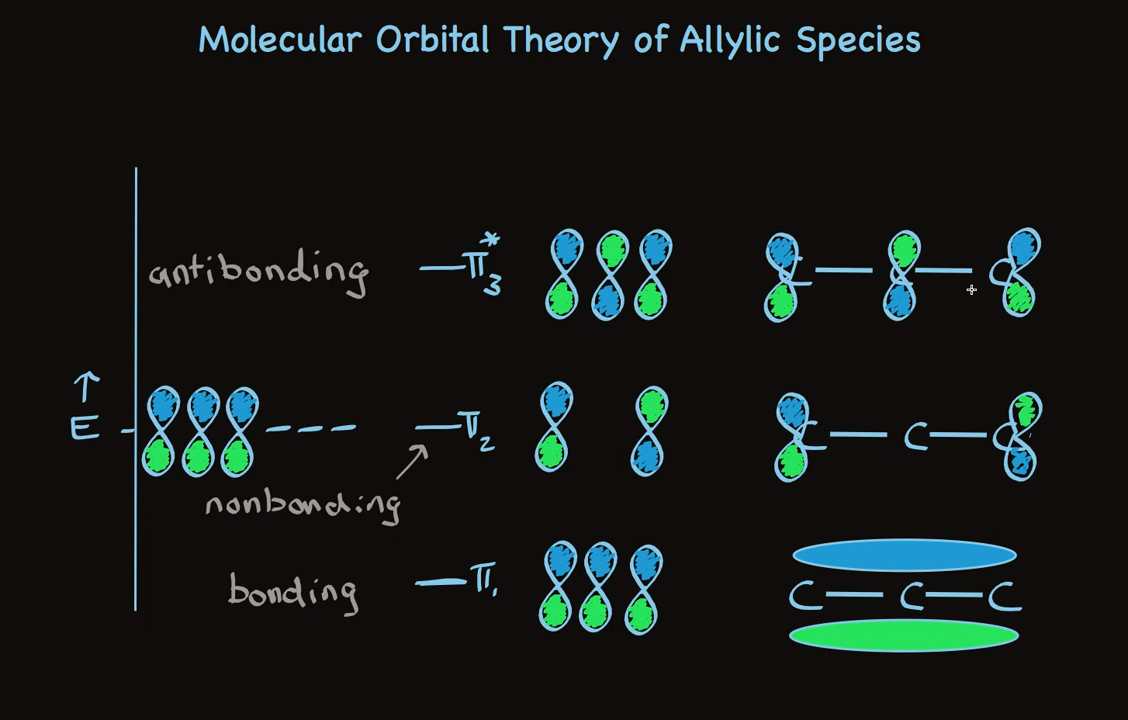 Molecular Orbital Theory of Allylic Species
antibonding π3*
C C C
E
π2
C C C
nonbonding
bonding π1
C C C